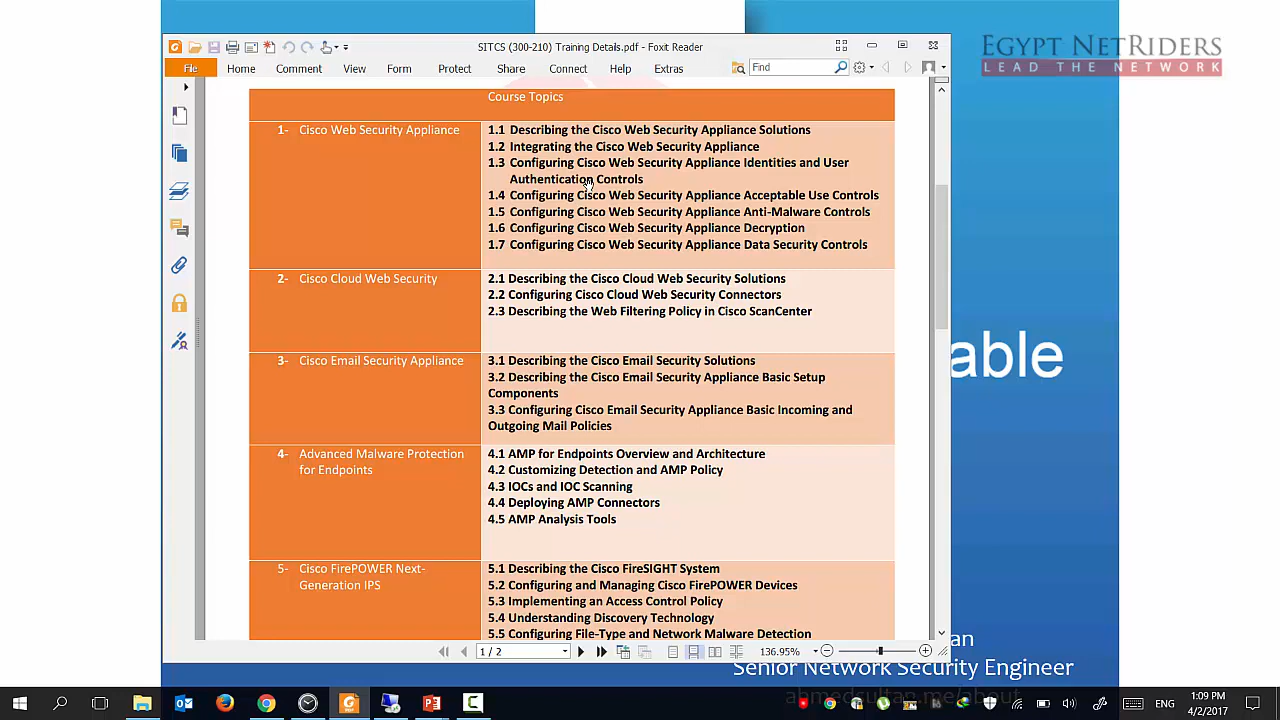 EGYPT NETRIDERS
LEAD THE NETWORK
SITCS (300-210) Training Details.pdf - Foxit Reader
File Home Comment View Form Protect Share Connect Help Extras Find
Course Topics
1- Cisco Web Security Appliance
1.1 Describing the Cisco Web Security Appliance Solutions
1.2 Integrating the Cisco Web Security Appliance
1.3 Configuring Cisco Web Security Appliance Identities and User
Authentication Controls
1.4 Configuring Cisco Web Security Appliance Acceptable Use Controls
1.5 Configuring Cisco Web Security Appliance Anti-Malware Controls
1.6 Configuring Cisco Web Security Appliance Decryption
1.7 Configuring Cisco Web Security Appliance Data Security Controls
2- Cisco Cloud Web Security
2.1 Describing the Cisco Cloud Web Security Solutions
2.2 Configuring Cisco Cloud Web Security Connectors
2.3 Describing the Web Filtering Policy in Cisco ScanCenter
3- Cisco Email Security Appliance
3.1 Describing the Cisco Email Security Solutions
3.2 Describing the Cisco Email Security Appliance Basic Setup
Components
3.3 Configuring Cisco Email Security Appliance Basic Incoming and
Outgoing Mail Policies
4- Advanced Malware Protection
for Endpoints
4.1 AMP for Endpoints Overview and Architecture
4.2 Customizing Detection and AMP Policy
4.3 IOCs and IOC Scanning
4.4 Deploying AMP Connectors
4.5 AMP Analysis Tools
5- Cisco FirePOWER Next-
Generation IPS
5.1 Describing the Cisco FireSIGHT System
5.2 Configuring and Managing Cisco FirePOWER Devices
5.3 Implementing an Access Control Policy
5.4 Understanding Discovery Technology
5.5 Configuring File-Type and Network Malware Detection
1 / 2
136.95%
able
an
Senior Network Security Engineer
ahmedsultan.me/about
ENG
1:09 PM
4/2/2017